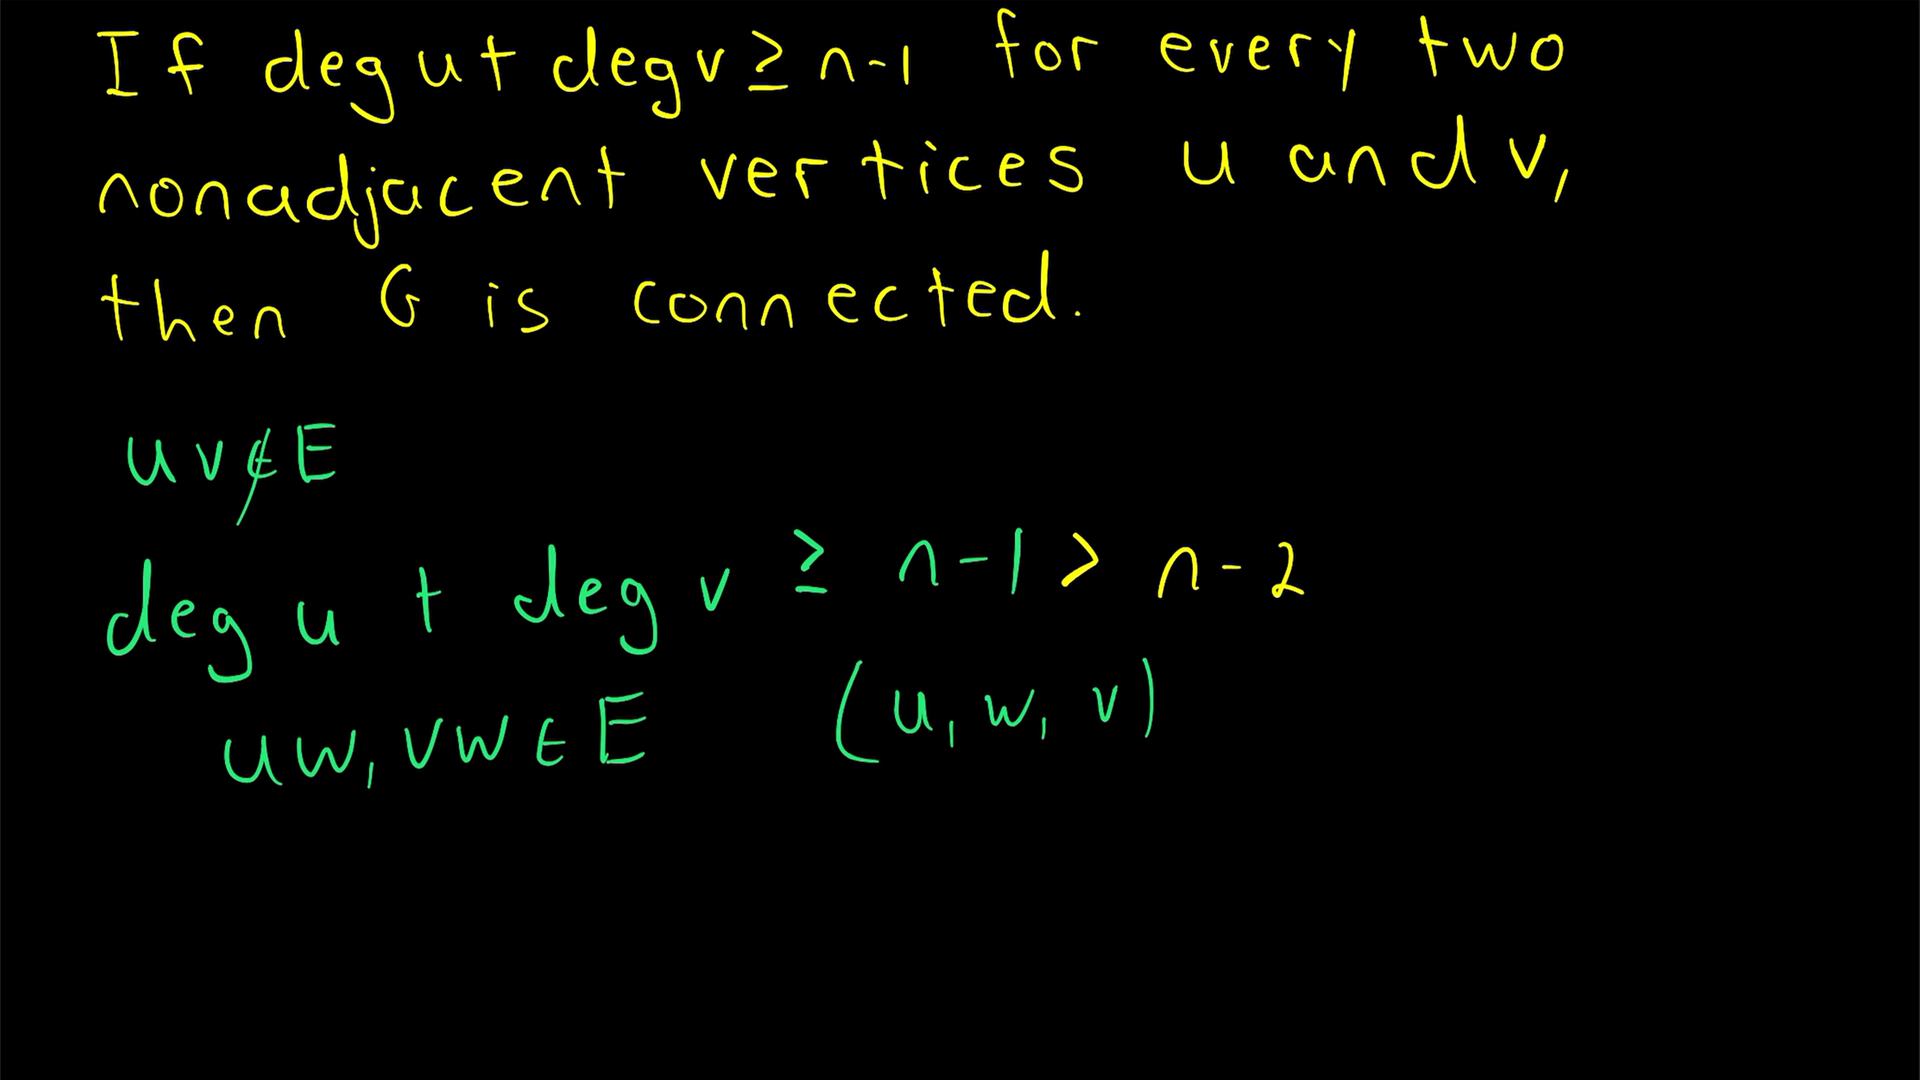 If deg u + deg v ≥ n-1 for every two
nonadjacent vertices u and v,
then G is connected.
uv∉E
deg u + deg v ≥ n-1 > n-2
uw, vw ∈ E (u, w, v)